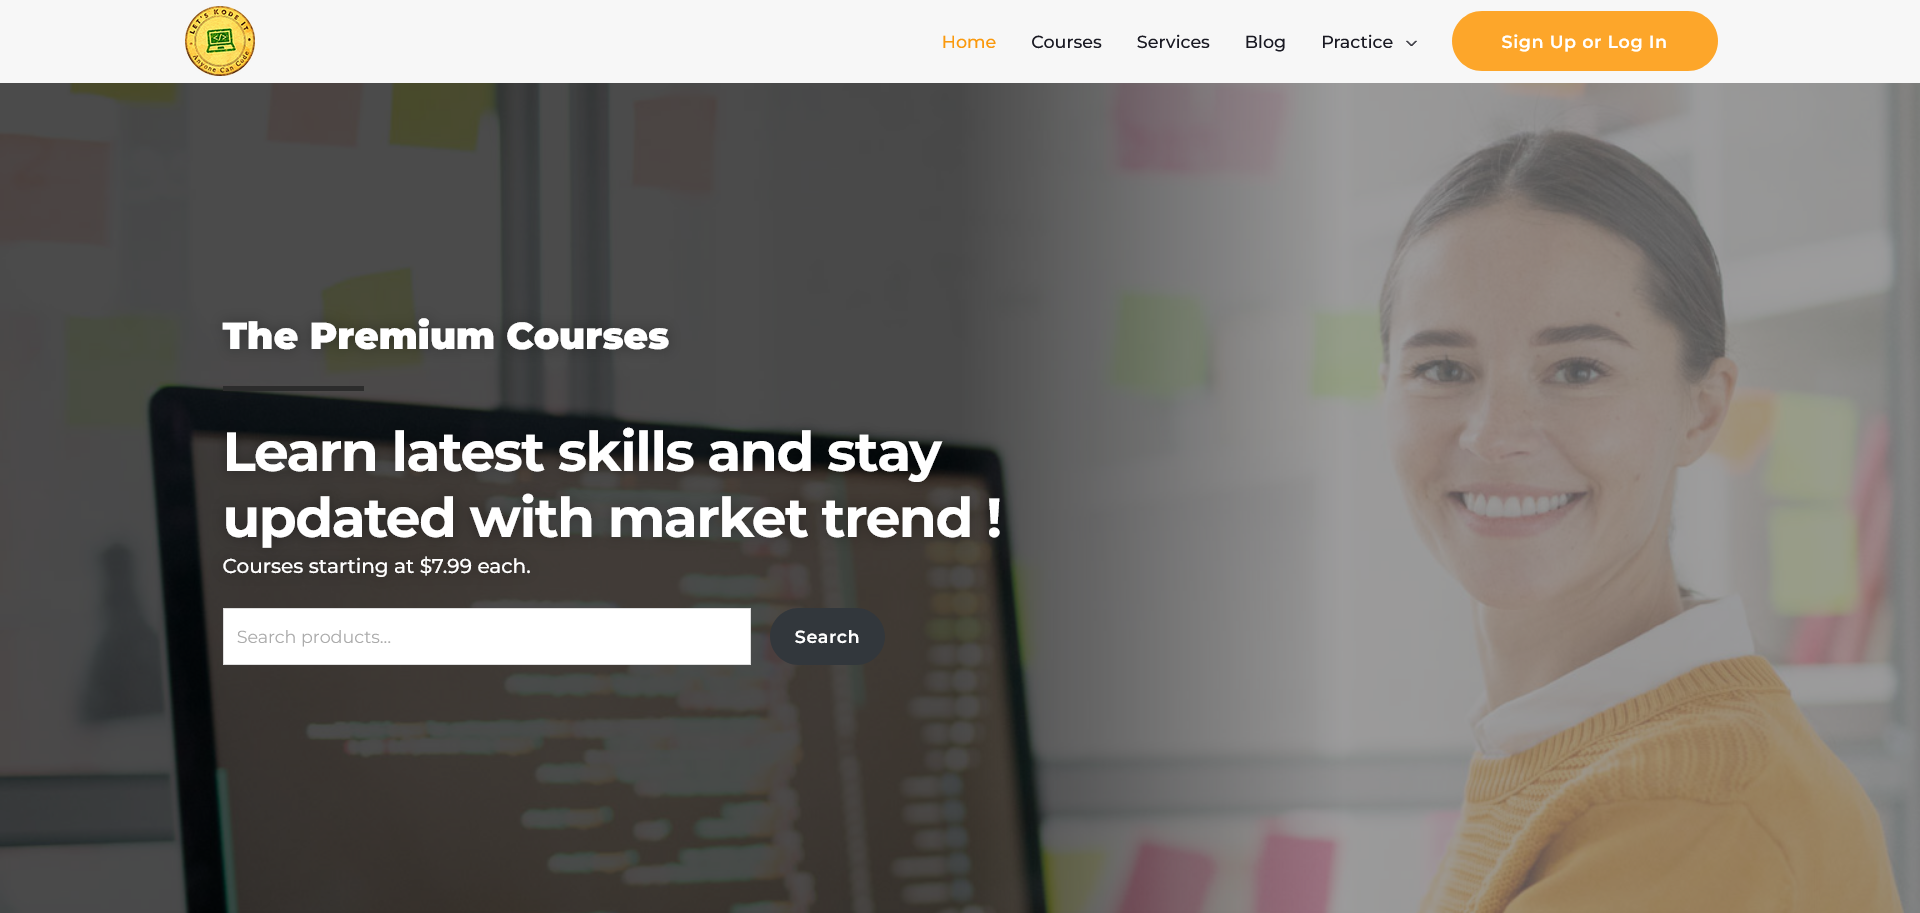 LET'S KODE IT
Anyone Can Code
Home
Courses
Services
Blog
Practice
Sign Up or Log In
The Premium Courses
Learn latest skills and stay
updated with market trend !
Courses starting at $7.99 each.
Search products...
Search